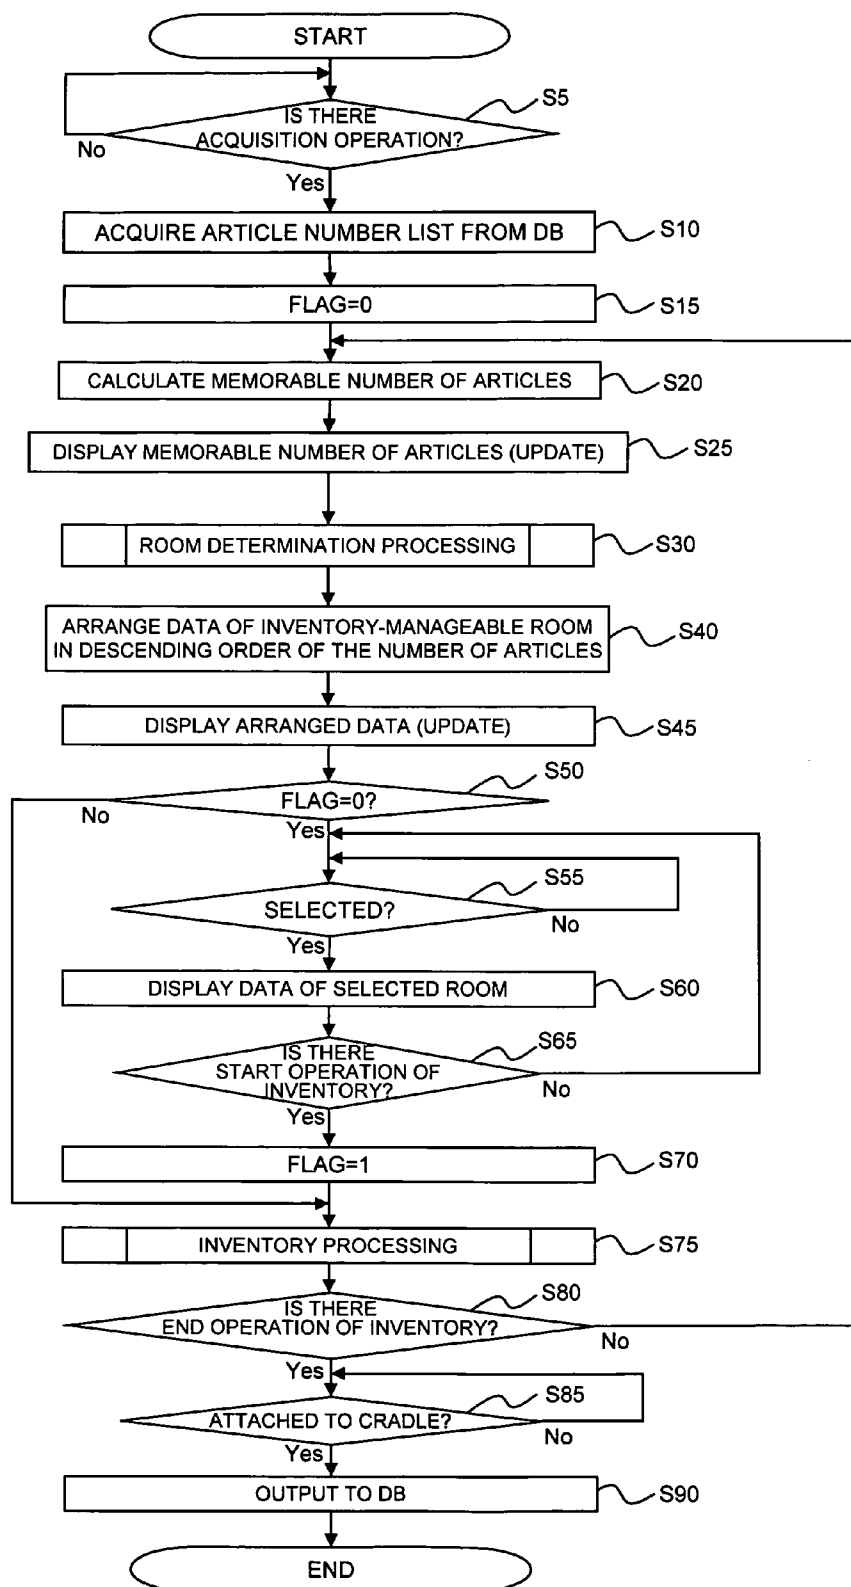 START
S5
IS THERE
ACQUISITION OPERATION?
No
Yes
ACQUIRE ARTICLE NUMBER LIST FROM DB
S10
FLAG=0
S15
CALCULATE MEMORABLE NUMBER OF ARTICLES
S20
DISPLAY MEMORABLE NUMBER OF ARTICLES (UPDATE)
S25
ROOM DETERMINATION PROCESSING
S30
ARRANGE DATA OF INVENTORY-MANAGEABLE ROOM
IN DESCENDING ORDER OF THE NUMBER OF ARTICLES
S40
DISPLAY ARRANGED DATA (UPDATE)
S45
S50
FLAG=0?
No
Yes
S55
SELECTED?
No
Yes
DISPLAY DATA OF SELECTED ROOM
S60
S65
IS THERE
START OPERATION OF
INVENTORY?
No
Yes
FLAG=1
S70
INVENTORY PROCESSING
S75
S80
IS THERE
END OPERATION OF INVENTORY?
No
Yes
S85
ATTACHED TO CRADLE?
No
Yes
OUTPUT TO DB
S90
END